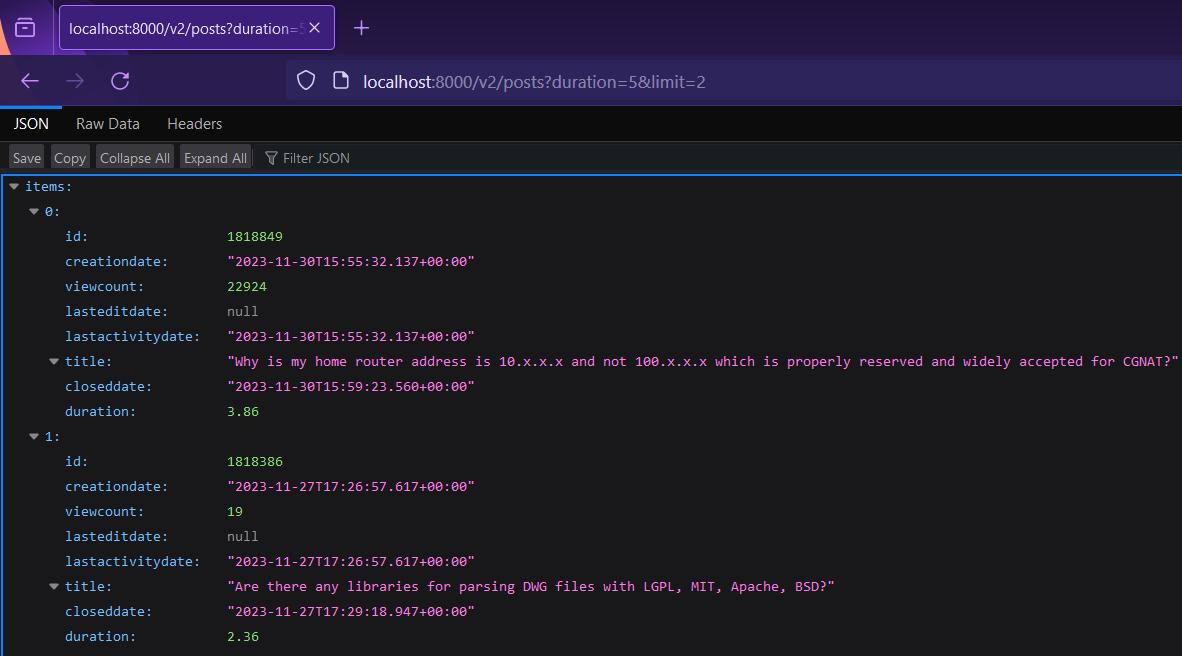 localhost:8000/v2/posts?duration=5
localhost:8000/v2/posts?duration=5&limit=2
JSON Raw Data Headers
Save Copy Collapse All Expand All Filter JSON
items:
0:
id: 1818849
creationdate: "2023-11-30T15:55:32.137+00:00"
viewcount: 22924
lasteditdate: null
lastactivitydate: "2023-11-30T15:55:32.137+00:00"
title: "Why is my home router address is 10.x.x.x and not 100.x.x.x which is properly reserved and widely accepted for CGNAT?"
closeddate: "2023-11-30T15:59:23.560+00:00"
duration: 3.86
1:
id: 1818386
creationdate: "2023-11-27T17:26:57.617+00:00"
viewcount: 19
lasteditdate: null
lastactivitydate: "2023-11-27T17:26:57.617+00:00"
title: "Are there any libraries for parsing DWG files with LGPL, MIT, Apache, BSD?"
closeddate: "2023-11-27T17:29:18.947+00:00"
duration: 2.36